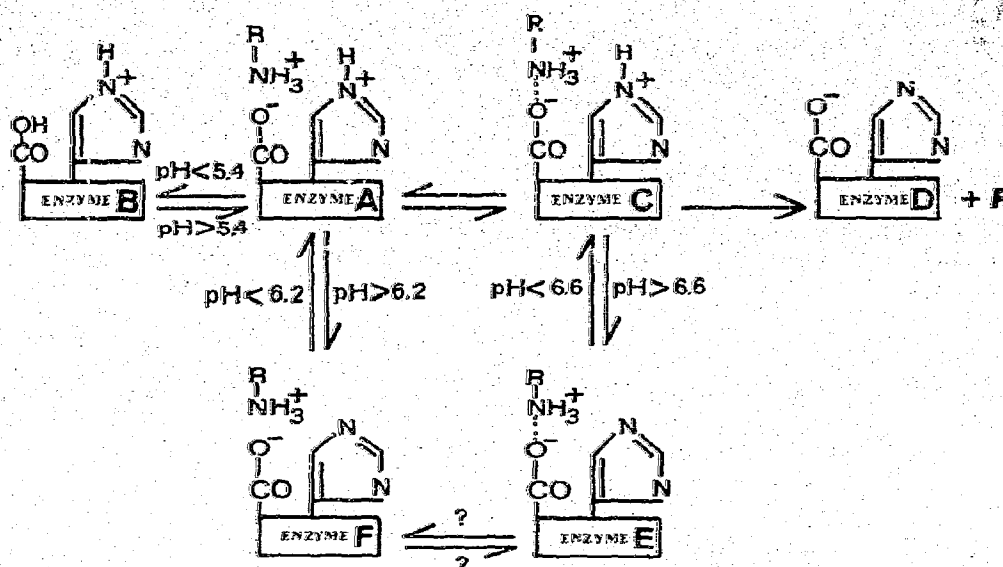 R
NH3+
H
N+
N
OH
CO
ENZYME B
pH<5.4
pH>5.4
R
NH3+
O-
CO
H
N+
N
ENZYME A
R
NH3+
O-
CO
H
N+
N
ENZYME C
O-
CO
N
N
ENZYME D + P
pH<6.2
pH>6.2
pH<6.6
pH>6.6
R
NH3+
O-
CO
N
N
ENZYME F
?
?
R
NH3+
O-
CO
N
N
ENZYME E